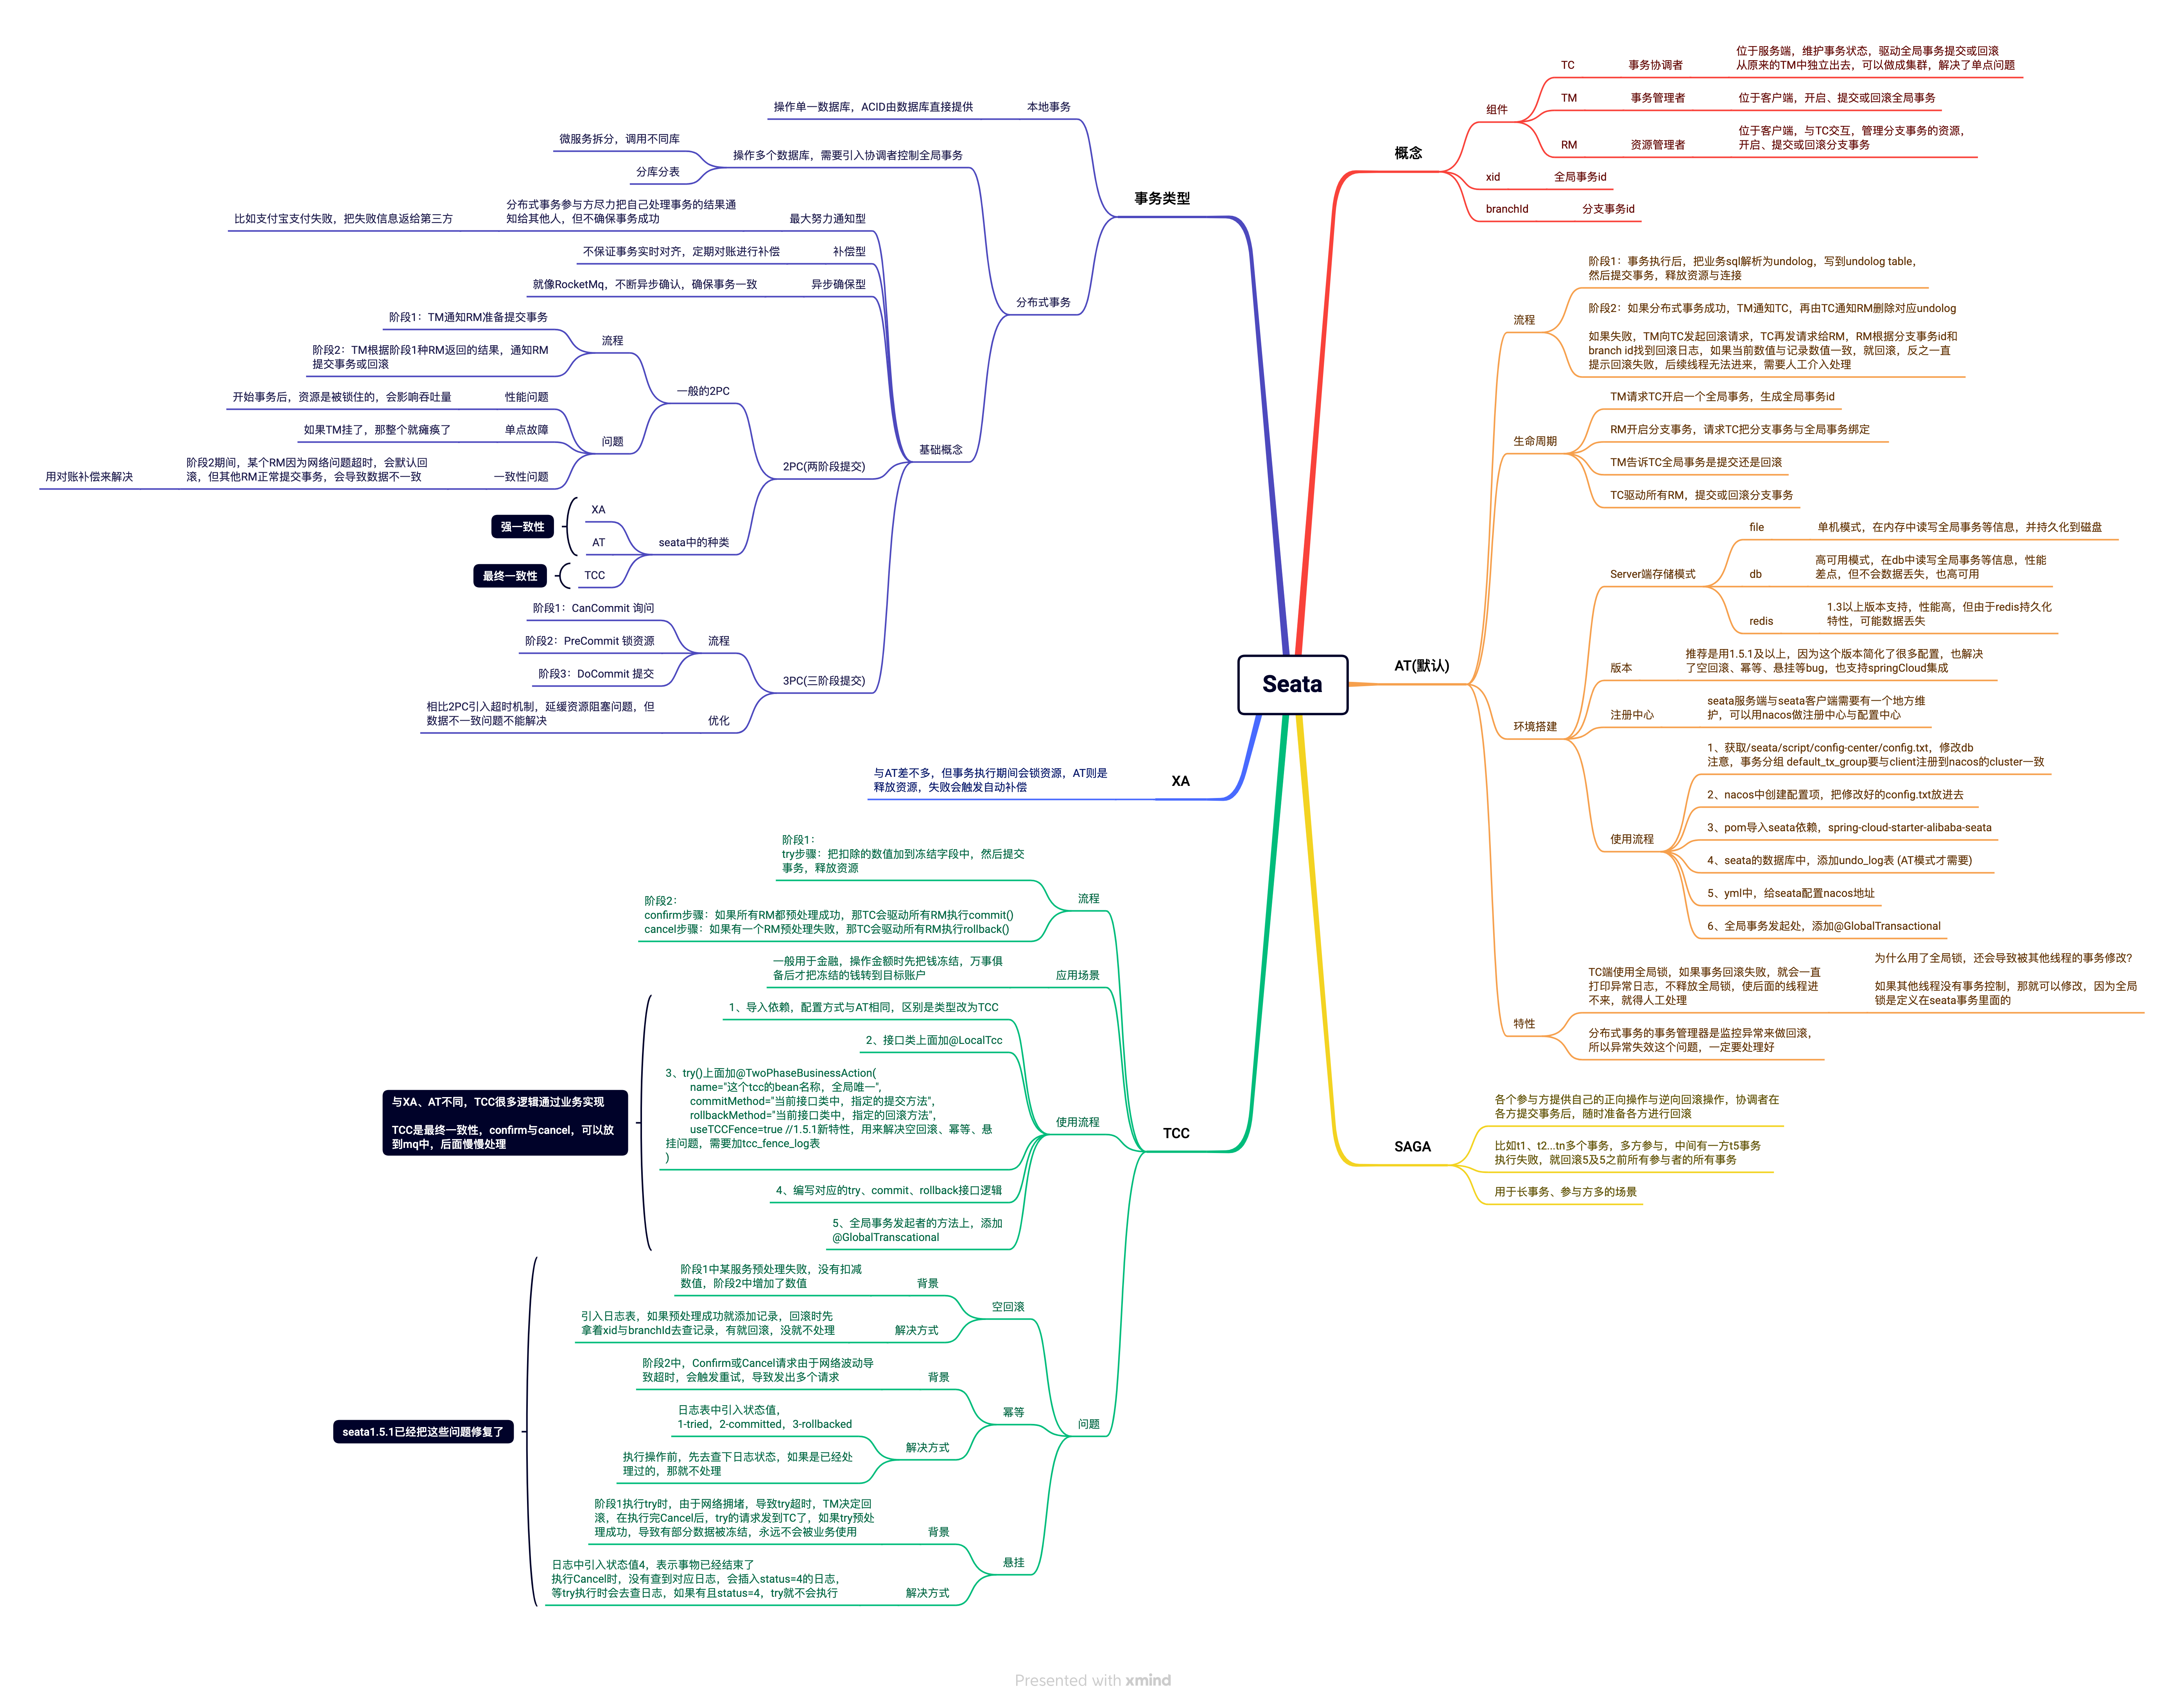 Seata
概念
组件
TC
事务协调者
位于服务端，维护事务状态，驱动全局事务提交或回滚
从原来的TM中独立出去，可以做成集群，解决了单点问题
TM
事务管理者
位于客户端，开启、提交或回滚全局事务
RM
资源管理者
位于客户端，与TC交互，管理分支事务的资源，
开启、提交或回滚分支事务
xid
全局事务id
branchId
分支事务id
AT(默认)
流程
阶段1：事务执行后，把业务sql解析为undolog，写到undolog table，
然后提交事务，释放资源与连接
阶段2：如果分布式事务成功，TM通知TC，再由TC通知RM删除对应undolog
如果失败，TM向TC发起回滚请求，TC再发请求给RM，RM根据分支事务id和
branch id找到回滚日志，如果当前数值与记录数值一致，就回滚，反之一直
提示回滚失败，后续线程无法进来，需要人工介入处理
生命周期
TM请求TC开启一个全局事务，生成全局事务id
RM开启分支事务，请求TC把分支事务与全局事务绑定
TM告诉TC全局事务是提交还是回滚
TC驱动所有RM，提交或回滚分支事务
环境搭建
Server端存储模式
file
单机模式，在内存中读写全局事务等信息，并持久化到磁盘
db
高可用模式，在db中读写全局事务等信息，性能
差点，但不会数据丢失，也高可用
redis
1.3以上版本支持，性能高，但由于redis持久化
特性，可能数据丢失
版本
推荐是用1.5.1及以上，因为这个版本简化了很多配置，也解决
了空回滚、幂等、悬挂等bug，也支持springCloud集成
注册中心
seata服务端与seata客户端需要有一个地方维
护，可以用nacos做注册中心与配置中心
使用流程
1、获取/seata/script/config-center/config.txt，修改db
注意，事务分组 default_tx_group要与client注册到nacos的cluster一致
2、nacos中创建配置项，把修改好的config.txt放进去
3、pom导入seata依赖，spring-cloud-starter-alibaba-seata
4、seata的数据库中，添加undo_log表 (AT模式才需要)
5、yml中，给seata配置nacos地址
6、全局事务发起处，添加@GlobalTransactional
特性
TC端使用全局锁，如果事务回滚失败，就会一直
打印异常日志，不释放全局锁，使后面的线程进
不来，就得人工处理
为什么用了全局锁，还会导致被其他线程的事务修改？
如果其他线程没有事务控制，那就可以修改，因为全局
锁是定义在seata事务里面的
分布式事务的事务管理器是监控异常来做回滚，
所以异常失效这个问题，一定要处理好
SAGA
各个参与方提供自己的正向操作与逆向回滚操作，协调者在
各方提交事务后，随时准备各方进行回滚
比如t1、t2...tn多个事务，多方参与，中间有一方t5事务
执行失败，就回滚5及5之前所有参与者的所有事务
用于长事务、参与方多的场景
事务类型
本地事务
操作单一数据库，ACID由数据库直接提供
分布式事务
操作多个数据库，需要引入协调者控制全局事务
微服务拆分，调用不同库
分库分表
基础概念
最大努力通知型
分布式事务参与方尽力把自己处理事务的结果通
知给其他人，但不确保事务成功
比如支付宝支付失败，把失败信息返给第三方
补偿型
不保证事务实时对齐，定期对账进行补偿
异步确保型
就像RocketMq，不断异步确认，确保事务一致
2PC(两阶段提交)
一般的2PC
流程
阶段1：TM通知RM准备提交事务
阶段2：TM根据阶段1种RM返回的结果，通知RM
提交事务或回滚
问题
性能问题
开始事务后，资源是被锁住的，会影响吞吐量
单点故障
如果TM挂了，那整个就瘫痪了
一致性问题
阶段2期间，某个RM因为网络问题超时，会默认回
滚，但其他RM正常提交事务，会导致数据不一致
用对账补偿来解决
seata中的种类
XA
AT
强一致性
TCC
最终一致性
3PC(三阶段提交)
流程
阶段1：CanCommit 询问
阶段2：PreCommit 锁资源
阶段3：DoCommit 提交
优化
相比2PC引入超时机制，延缓资源阻塞问题，但
数据不一致问题不能解决
XA
与AT差不多，但事务执行期间会锁资源，AT则是
释放资源，失败会触发自动补偿
TCC
流程
阶段1：
try步骤：把扣除的数值加到冻结字段中，然后提交
事务，释放资源
阶段2：
confirm步骤：如果所有RM都预处理成功，那TC会驱动所有RM执行commit()
cancel步骤：如果有一个RM预处理失败，那TC会驱动所有RM执行rollback()
应用场景
一般用于金融，操作金额时先把钱冻结，万事俱
备后才把冻结的钱转到目标账户
使用流程
1、导入依赖，配置方式与AT相同，区别是类型改为TCC
2、接口类上面加@LocalTcc
3、try()上面加@TwoPhaseBusinessAction(
name="这个tcc的bean名称，全局唯一",
commitMethod="当前接口类中，指定的提交方法",
rollbackMethod="当前接口类中，指定的回滚方法",
useTCCFence=true //1.5.1新特性，用来解决空回滚、幂等、悬
挂问题，需要加tcc_fence_log表
)
4、编写对应的try、commit、rollback接口逻辑
5、全局事务发起者的方法上，添加
@GlobalTranscational
与XA、AT不同，TCC很多逻辑通过业务实现
TCC是最终一致性，confirm与cancel，可以放
到mq中，后面慢慢处理
问题
空回滚
背景
阶段1中某服务预处理失败，没有扣减
数值，阶段2中增加了数值
解决方式
引入日志表，如果预处理成功就添加记录，回滚时先
拿着xid与branchId去查记录，有就回滚，没就不处理
幂等
背景
阶段2中，Confirm或Cancel请求由于网络波动导
致超时，会触发重试，导致发出多个请求
解决方式
日志表中引入状态值，
1-tried，2-committed，3-rollbacked
执行操作前，先去查下日志状态，如果是已经处
理过的，那就不处理
悬挂
背景
阶段1执行try时，由于网络拥堵，导致try超时，TM决定回
滚，在执行完Cancel后，try的请求发到TC了，如果try预处
理成功，导致有部分数据被冻结，永远不会被业务使用
解决方式
日志中引入状态值4，表示事物已经结束了
执行Cancel时，没有查到对应日志，会插入status=4的日志，
等try执行时会去查日志，如果有且status=4，try就不会执行
seata1.5.1已经把这些问题修复了
Presented with xmind